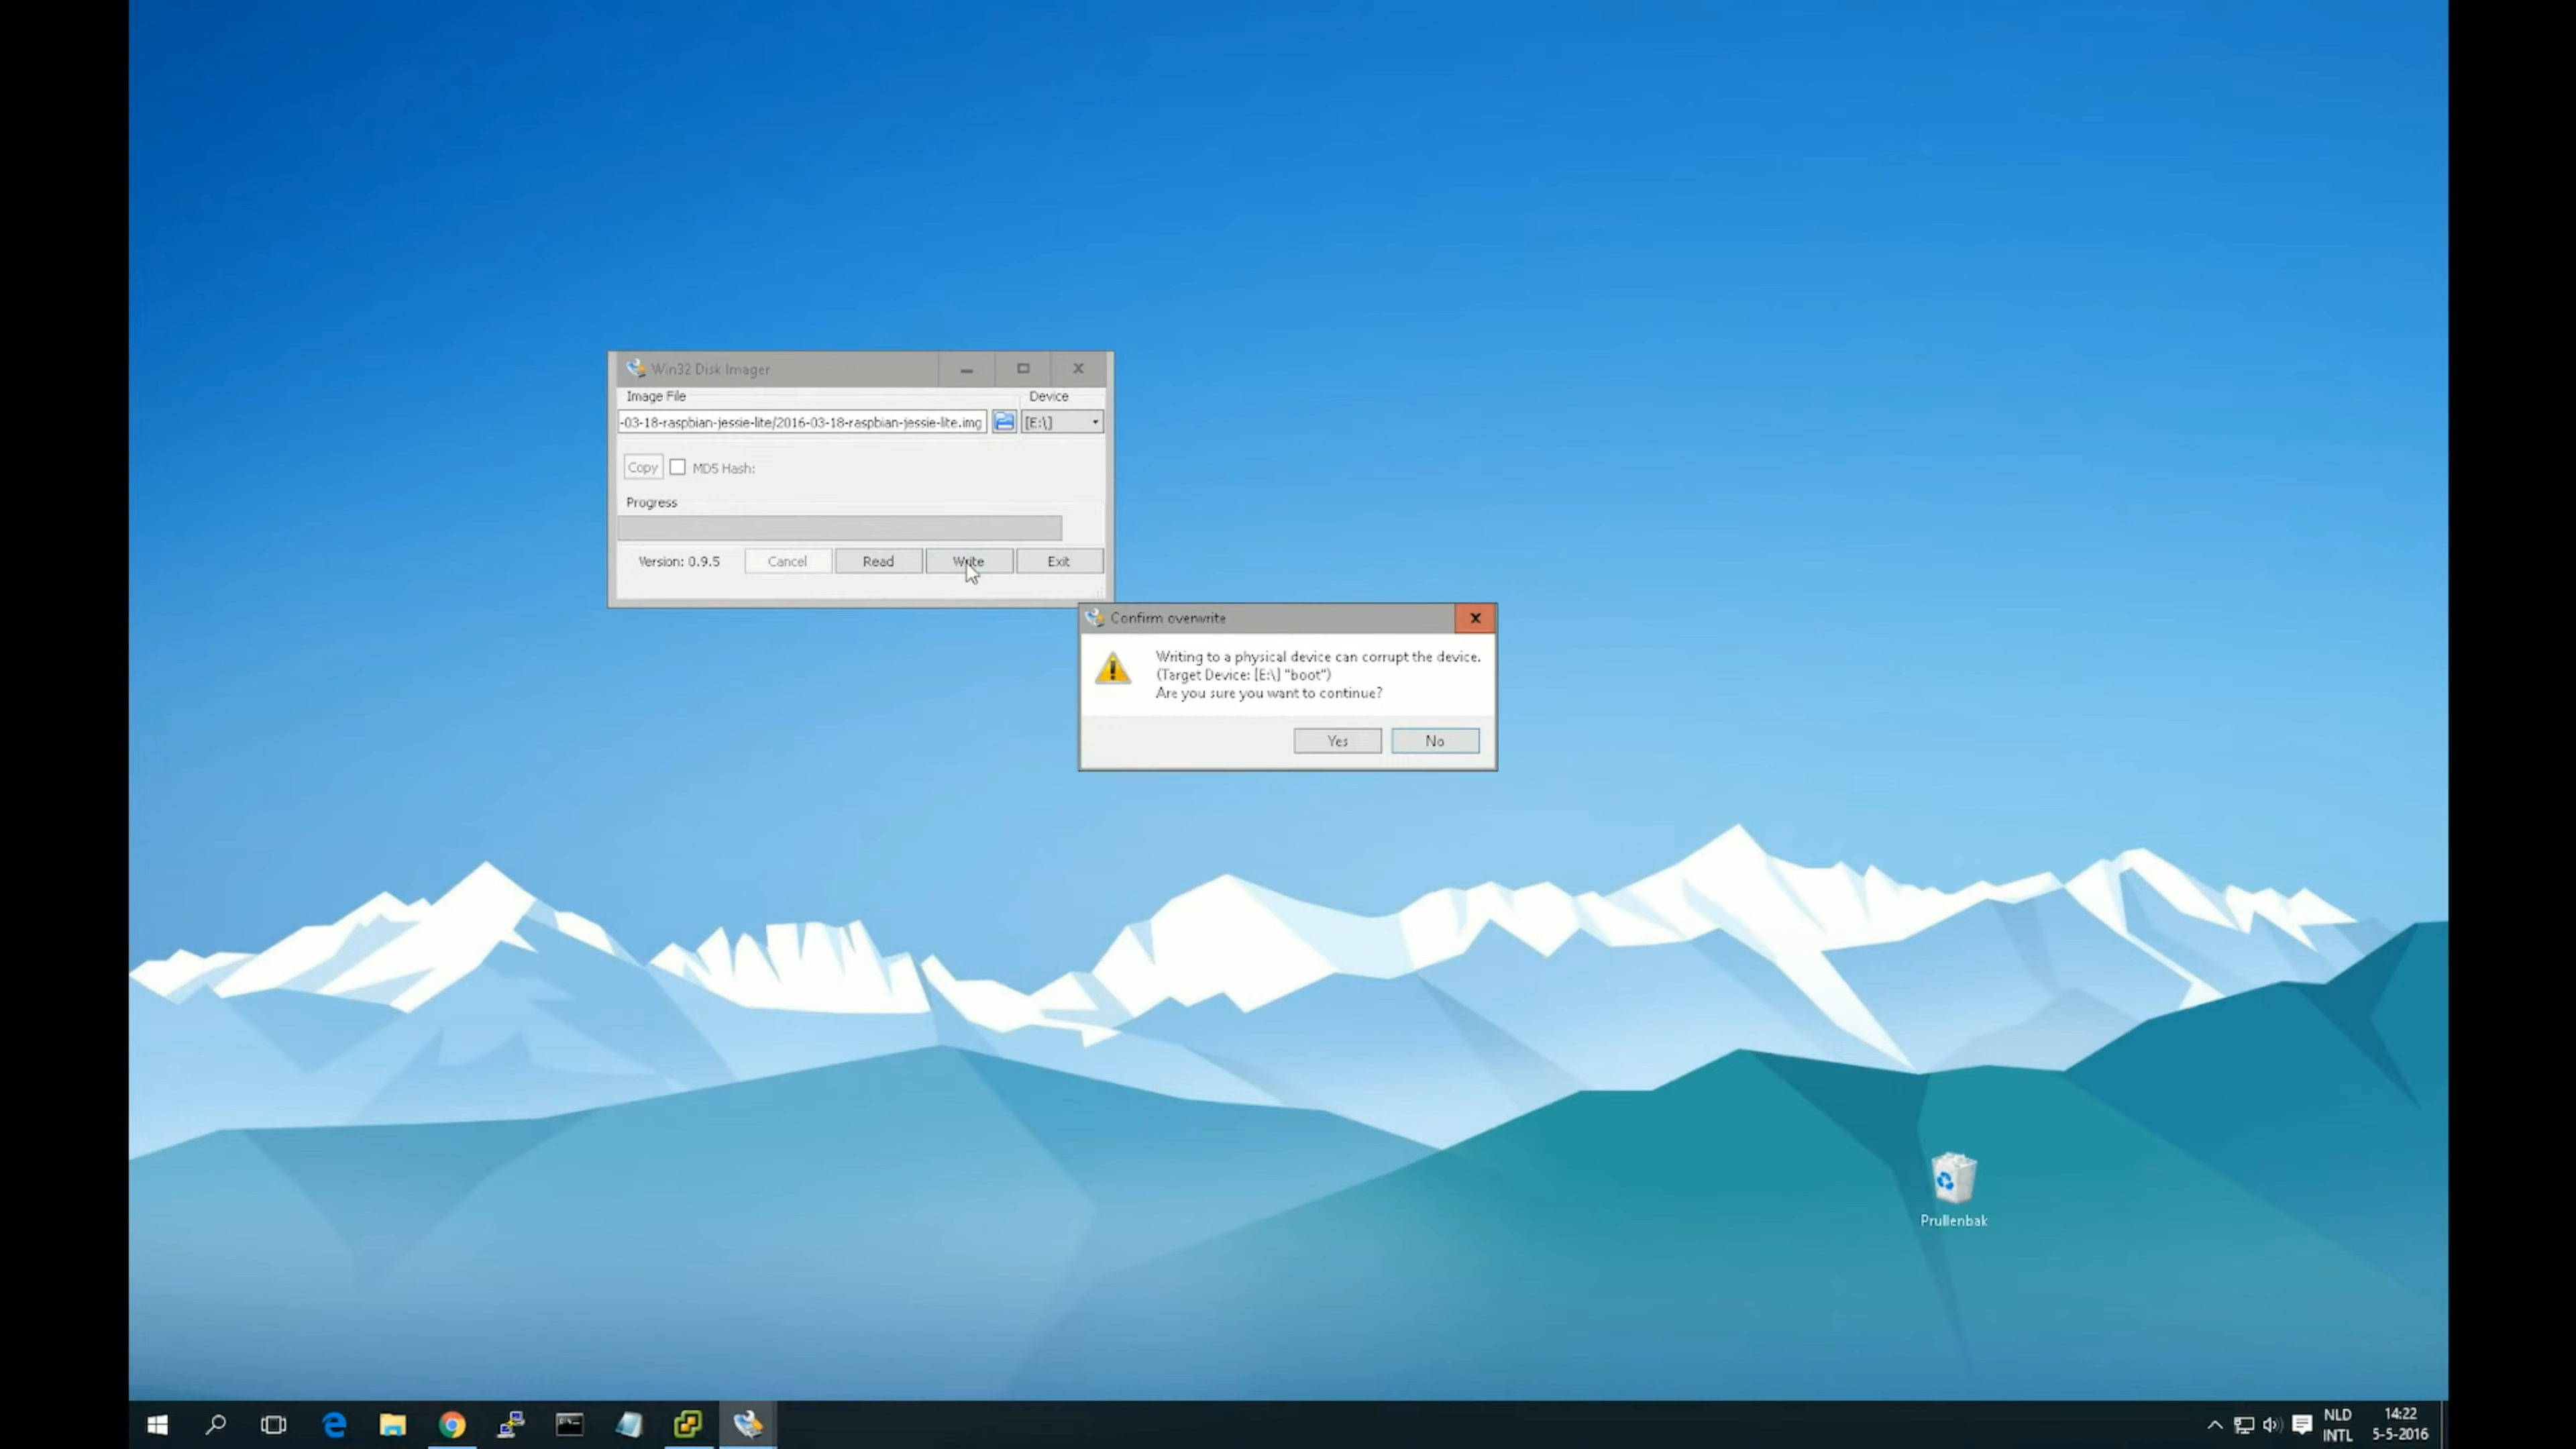 Win32 Disk Imager
Image File
Device
-03-18-raspbian-jessie-lite/2016-03-18-raspbian-jessie-lite.img
[E:\]
Copy
MD5 Hash:
Progress
Version: 0.9.5
Cancel
Read
Write
Exit
Confirm overwrite
Writing to a physical device can corrupt the device.
(Target Device: [E:\] "boot")
Are you sure you want to continue?
Yes
No
Prullenbak
NLD
INTL
14:22
5-5-2016